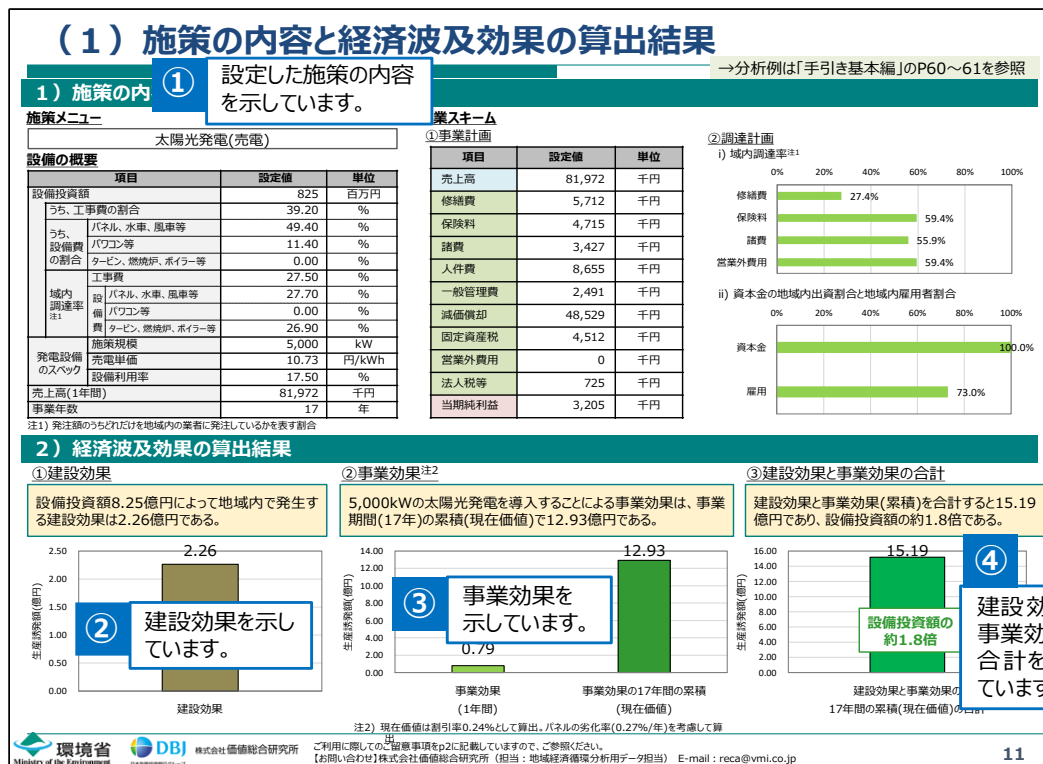 （１）施策の内容と経済波及効果の算出結果
→分析例は「手引き基本編」のP60～61を参照
①
設定した施策の内容
を示しています。
１）施策の内
施策メニュー
太陽光発電(売電)
設備の概要
項目 設定値 単位
設備投資額 825 百万円
うち、工事費の割合 39.20 %
うち、設備費の割合
パネル、水車、風車等 49.40 %
パワコン等 11.40 %
タービン、燃焼炉、ボイラー等 0.00 %
域内調達率注1
工事費 27.50 %
設備費
パネル、水車、風車等 27.70 %
パワコン等 0.00 %
タービン、燃焼炉、ボイラー等 26.90 %
発電設備のスペック
施策規模 5,000 kW
売電単価 10.73 円/kWh
設備利用率 17.50 %
売上高(1年間) 81,972 千円
事業年数 17 年
注1) 発注額のうちどれだけを地域内の業者に発注しているかを表す割合
業スキーム
①事業計画
項目 設定値 単位
売上高 81,972 千円
修繕費 5,712 千円
保険料 4,715 千円
諸費 3,427 千円
人件費 8,655 千円
一般管理費 2,491 千円
減価償却 48,529 千円
固定資産税 4,512 千円
営業外費用 0 千円
法人税等 725 千円
当期純利益 3,205 千円
②調達計画
i) 域内調達率注1
0% 20% 40% 60% 80% 100%
修繕費 27.4%
保険料 59.4%
諸費 55.9%
営業外費用 59.4%
ii) 資本金の地域内出資割合と地域内雇用者割合
0% 20% 40% 60% 80% 100%
資本金 100.0%
雇用 73.0%
２）経済波及効果の算出結果
①建設効果
設備投資額8.25億円によって地域内で発生す
る建設効果は2.26億円である。
生産誘発額(億円)
2.50
2.00
1.50
1.00
0.50
0.00
2.26
②
建設効果を示し
ています。
建設効果
②事業効果注2
5,000kWの太陽光発電を導入することによる事業効果は、事業
期間(17年)の累積(現在価値)で12.93億円である。
生産誘発額(億円)
14.00
12.00
10.00
8.00
6.00
4.00
2.00
0.00
12.93
③
事業効果を
示しています。
0.79
事業効果
(1年間)
事業効果の17年間の累積
(現在価値)
③建設効果と事業効果の合計
建設効果と事業効果(累積)を合計すると15.19
億円であり、設備投資額の約1.8倍である。
生産誘発額(億円)
16.00
14.00
12.00
10.00
8.00
6.00
4.00
2.00
0.00
15.19
設備投資額の
約1.8倍
④
建設効
事業効
合計を
ています
建設効果と事業効果の
17年間の累積(現在価値)の合計
注2) 現在価値は割引率0.24%として算出。パネルの劣化率(0.27%/年)を考慮して算
出
環境省
Ministry of the Environment
DBJ
株式会社価値総合研究所
ご利用に際してのご留意事項をp2に記載していますので、ご参照ください。
【お問い合わせ】株式会社価値総合研究所（担当：地域経済循環分析用データ担当） E-mail：reca@vmi.co.jp
11